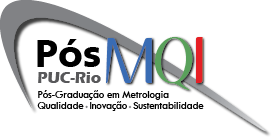 Pós MQI
PUC-Rio
Pós-Graduação em Metrologia
Qualidade · Inovação · Sustentabilidade